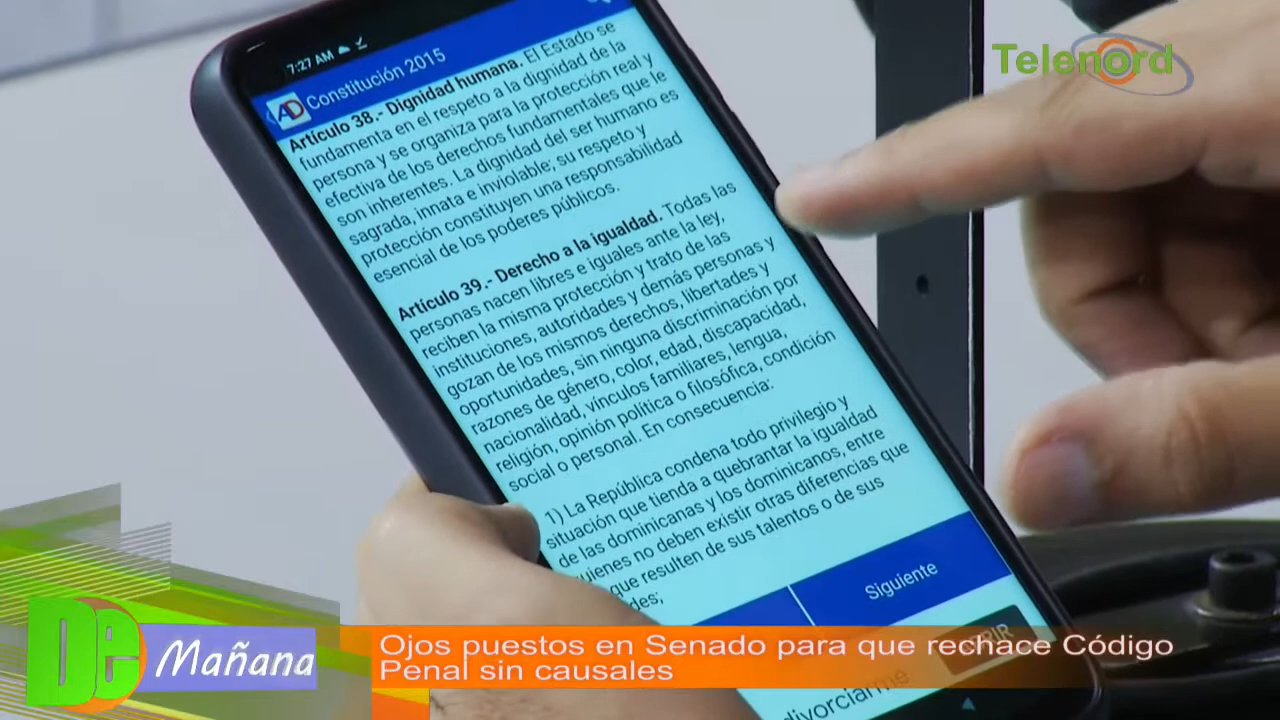 Telenord
7:27 AM
Constitución 2015
Artículo 38.- Dignidad humana. El Estado se
fundamenta en el respeto a la dignidad de la
persona y se organiza para la protección real y
efectiva de los derechos fundamentales que le
son inherentes. La dignidad del ser humano es
sagrada, innata e inviolable; su respeto y
protección constituyen una responsabilidad
esencial de los poderes públicos.
Artículo 39.- Derecho a la igualdad. Todas las
personas nacen libres e iguales ante la ley,
reciben la misma protección y trato de las
instituciones, autoridades y demás personas y
gozan de los mismos derechos, libertades y
oportunidades, sin ninguna discriminación por
razones de género, color, edad, discapacidad,
nacionalidad, vínculos familiares, lengua,
religión, opinión política o filosófica, condición
social o personal. En consecuencia:
1) La República condena todo privilegio y
situación que tienda a quebrantar la igualdad
de las dominicanas y los dominicanos, entre
quienes no deben existir otras diferencias que
que resulten de sus talentos o de sus
des;
Siguiente
divorciarme
De Mañana
Ojos puestos en Senado para que rechace Código
Penal sin causales